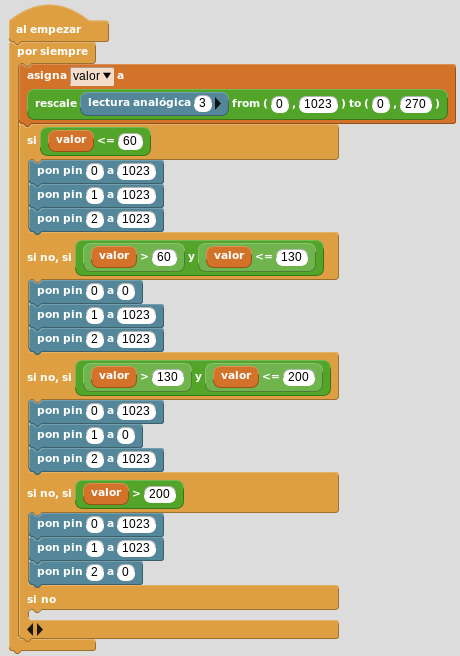 al empezar
por siempre
asigna valor a
rescale lectura analógica 3 from ( 0 , 1023 ) to ( 0 , 270 )
si valor <= 60
pon pin 0 a 1023
pon pin 1 a 1023
pon pin 2 a 1023
si no, si valor > 60 y valor <= 130
pon pin 0 a 0
pon pin 1 a 1023
pon pin 2 a 1023
si no, si valor > 130 y valor <= 200
pon pin 0 a 1023
pon pin 1 a 0
pon pin 2 a 1023
si no, si valor > 200
pon pin 0 a 1023
pon pin 1 a 1023
pon pin 2 a 0
si no